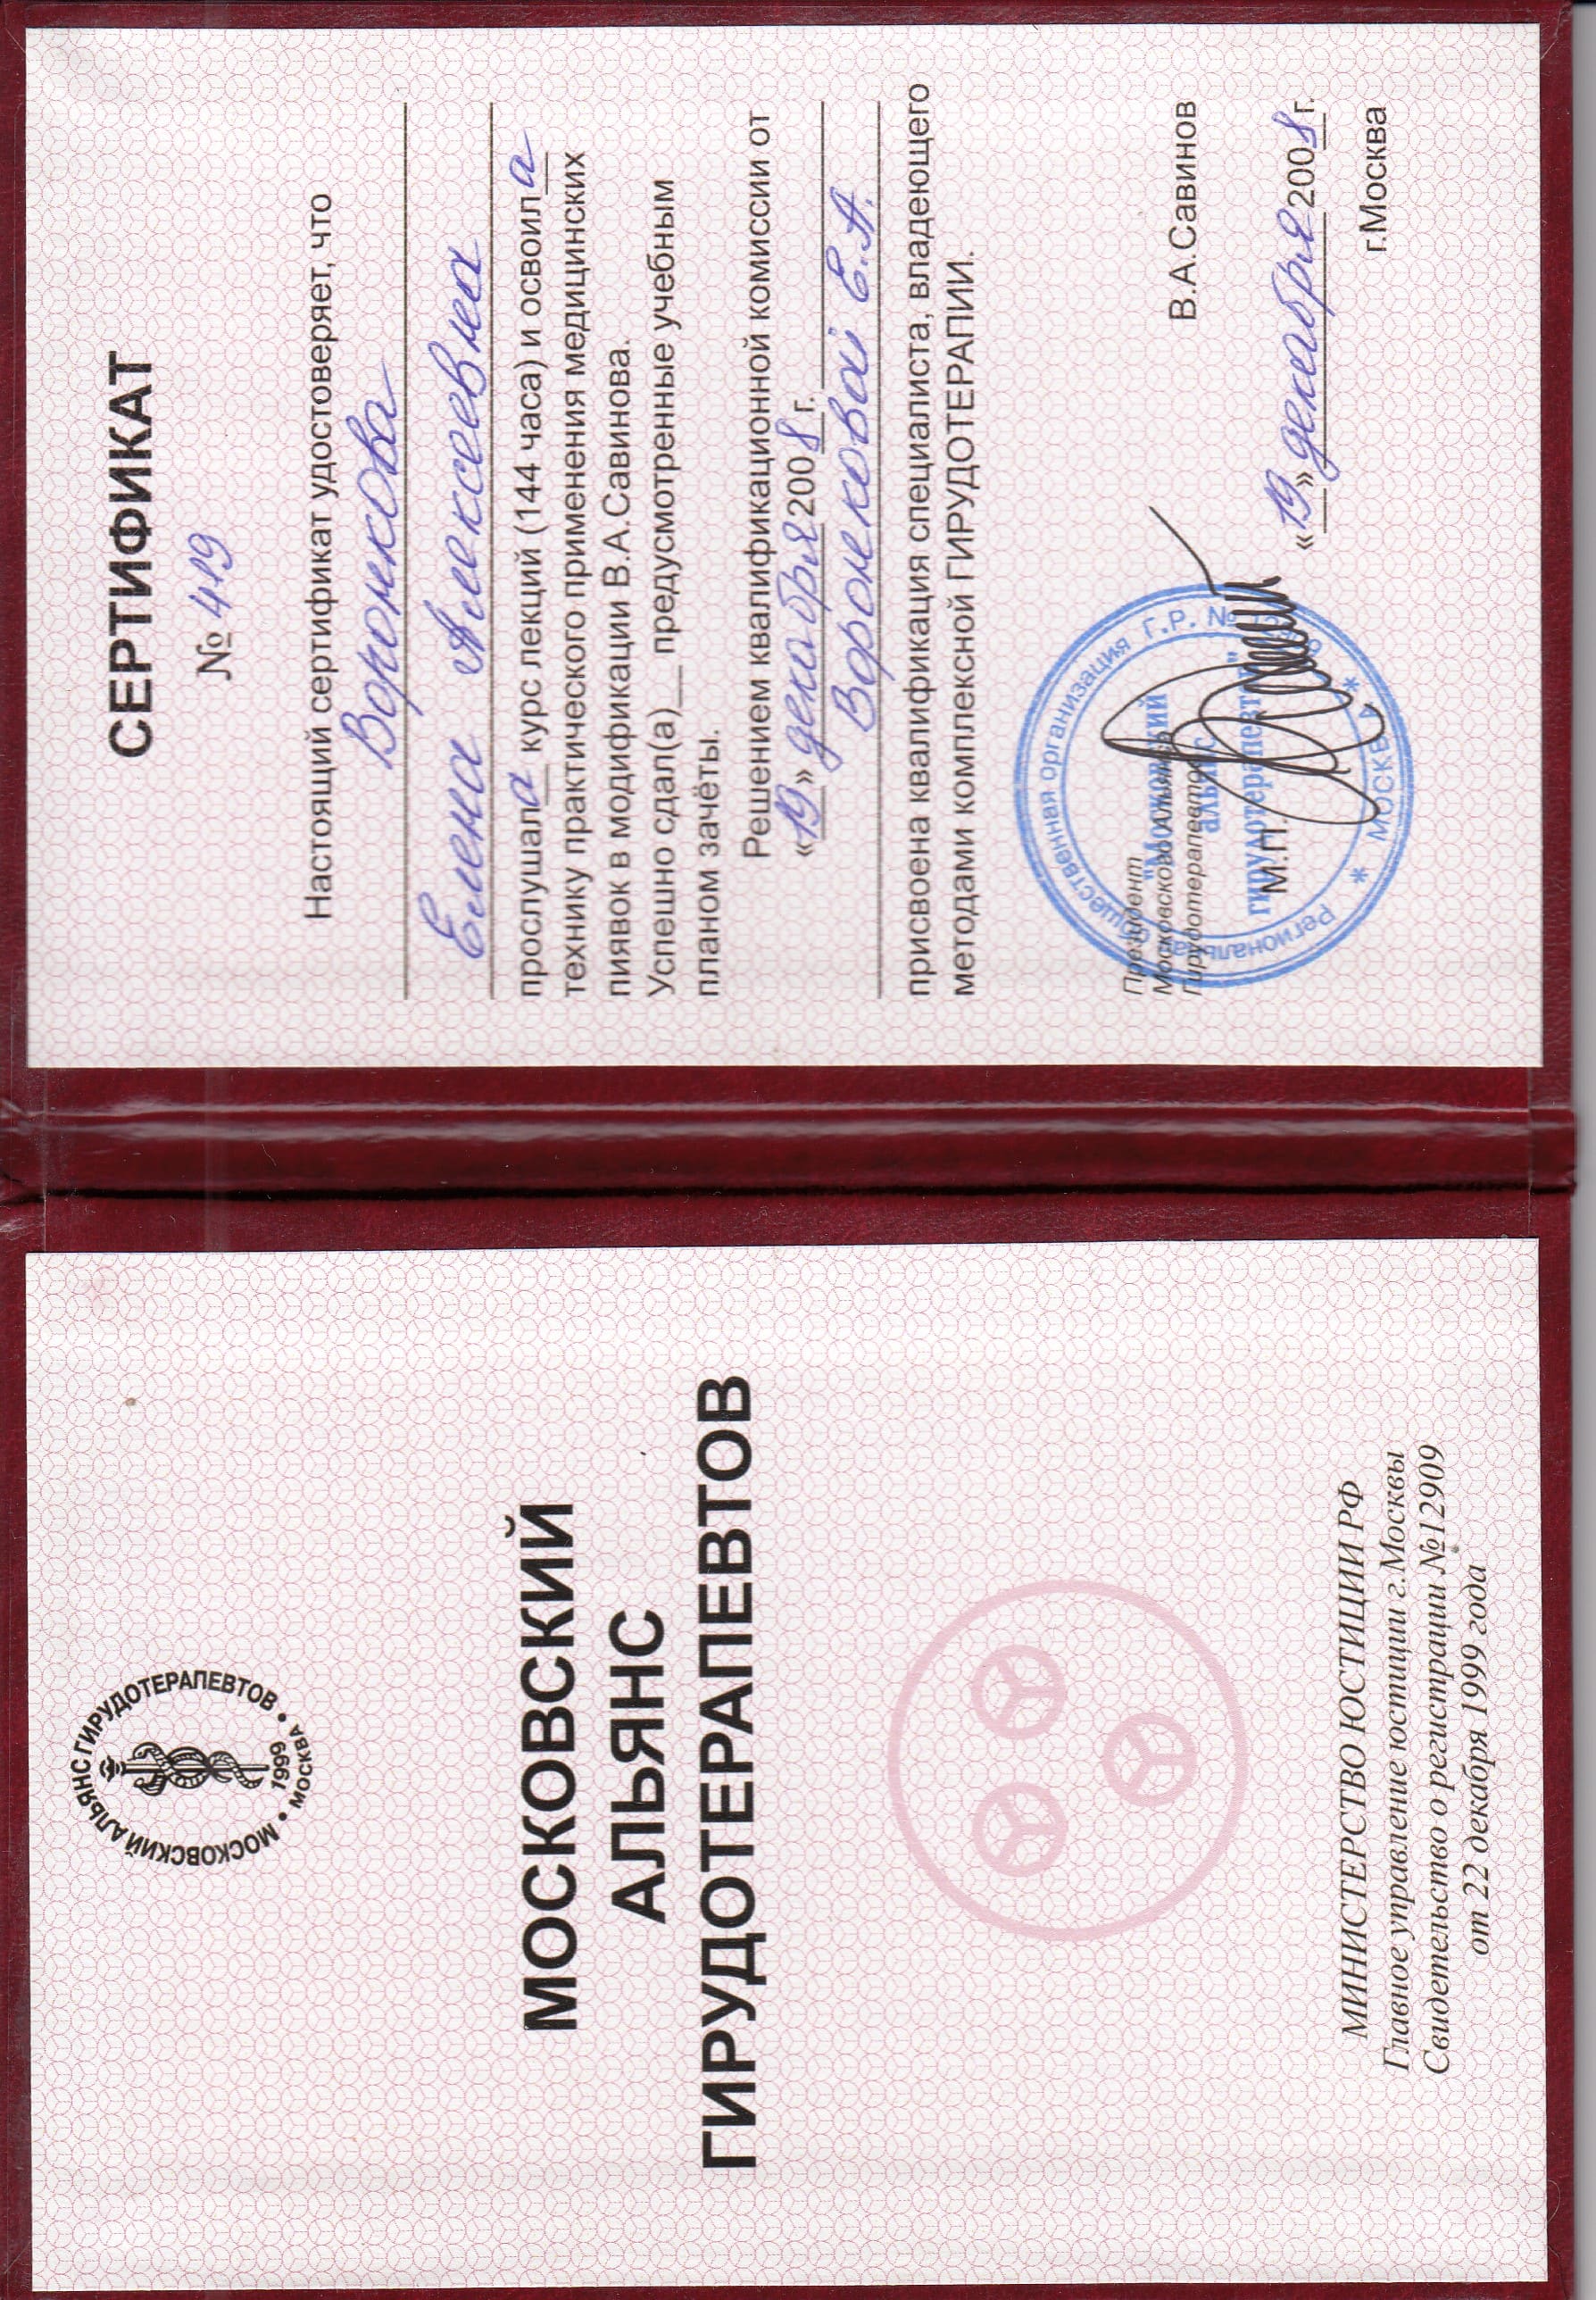 МОСКОВСКИЙ АЛЬЯНС ГИРУДОТЕРАПЕВТОВ
1999
МОСКВА
МОСКОВСКИЙ
АЛЬЯНС
ГИРУДОТЕРАПЕВТОВ
МИНИСТЕРСТВО ЮСТИЦИИ РФ
Главное управление юстиции г.Москвы
Свидетельство о регистрации №12909
от 22 декабря 1999 года
СЕРТИФИКАТ
№ 419
Настоящий сертификат удостоверяет, что
Воронкова
Елена Алексеевна
прослушала курс лекций (144 часа) и освоила
технику практического применения медицинских
пиявок в модификации В.А.Савинова.
Успешно сдал(а)__ предусмотренные учебным
планом зачёты.
Решением квалификационной комиссии от
«19» декабря 2008г.
Воронковой Е.А.
присвоена квалификация специалиста, владеющего
методами комплексной ГИРУДОТЕРАПИИ.
Региональная общественная организация Г.Р.№
"Московский
альянс
гирудотерапевтов"
МОСКВА
Президент
Московского Альянса
Гирудотерапевтов
В.А.Савинов
М.П.
«19» декабря 2008г.
г.Москва